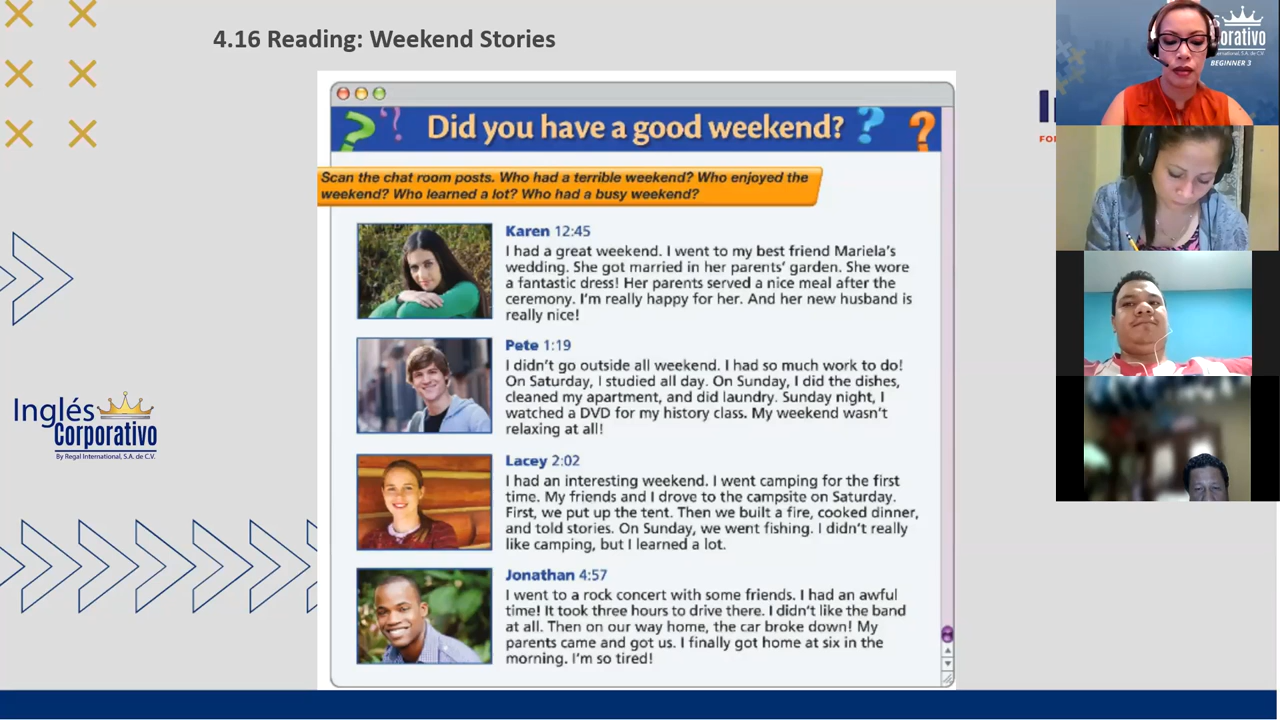 4.16 Reading: Weekend Stories
Did you have a good weekend?
Scan the chat room posts. Who had a terrible weekend? Who enjoyed the
weekend? Who learned a lot? Who had a busy weekend?
Karen 12:45
I had a great weekend. I went to my best friend Mariela's
wedding. She got married in her parents' garden. She wore
a fantastic dress! Her parents served a nice meal after the
ceremony. I'm really happy for her. And her new husband is
really nice!
Pete 1:19
I didn't go outside all weekend. I had so much work to do!
On Saturday, I studied all day. On Sunday, I did the dishes,
cleaned my apartment, and did laundry. Sunday night, I
watched a DVD for my history class. My weekend wasn't
relaxing at all!
Lacey 2:02
I had an interesting weekend. I went camping for the first
time. My friends and I drove to the campsite on Saturday.
First, we put up the tent. Then we built a fire, cooked dinner,
and told stories. On Sunday, we went fishing. I didn't really
like camping, but I learned a lot.
Jonathan 4:57
I went to a rock concert with some friends. I had an awful
time! It took three hours to drive there. I didn't like the band
at all. Then on our way home, the car broke down! My
parents came and got us. I finally got home at six in the
morning. I'm so tired!
Inglés
Corporativo
By Regal International, S.A. de C.V.
BEGINNER 3